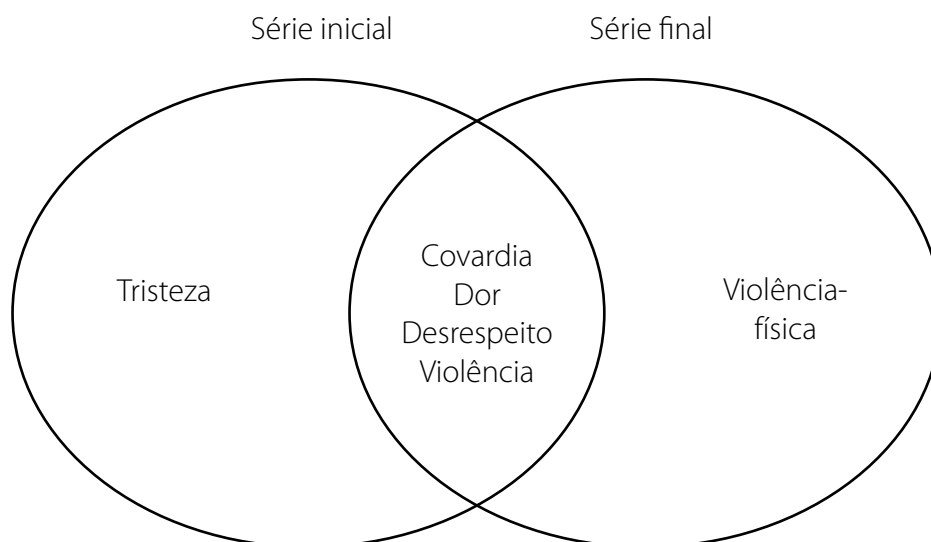 Série inicial
Série final
Tristeza
Covardia
Dor
Desrespeito
Violência
Violência-
física